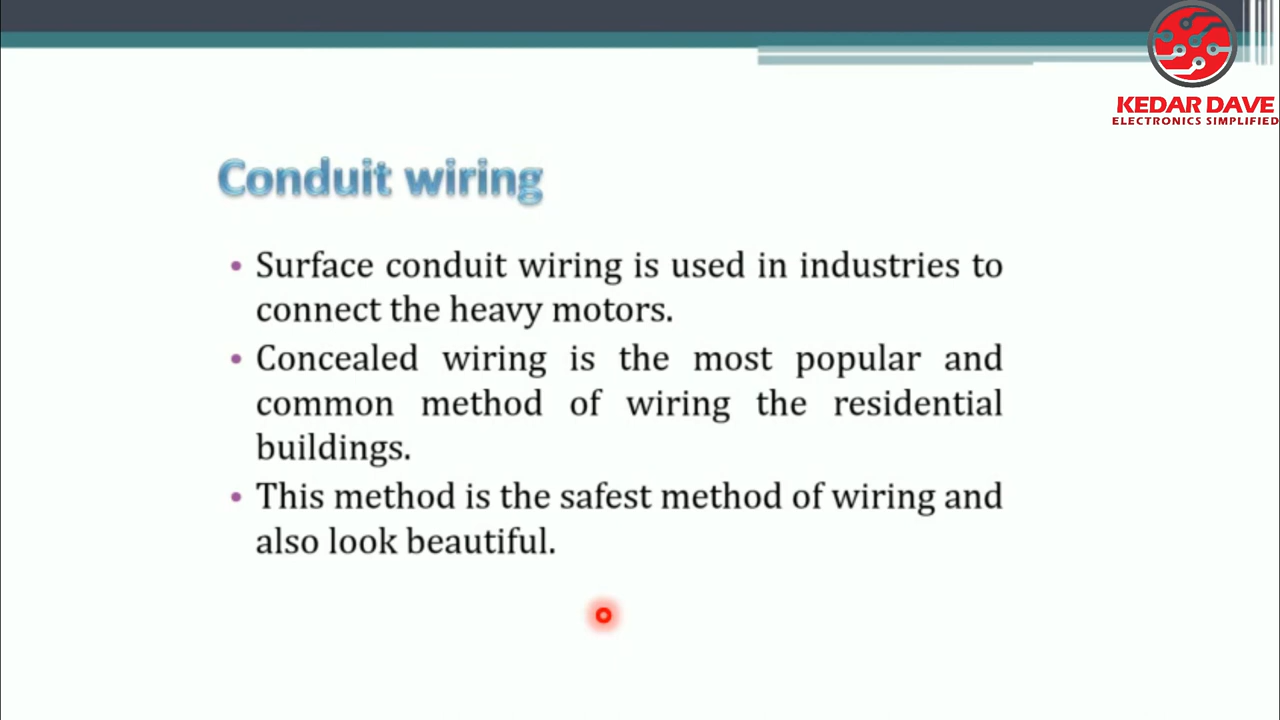 KEDAR DAVE
ELECTRONICS SIMPLIFIED
Conduit wiring
• Surface conduit wiring is used in industries to
connect the heavy motors.
• Concealed wiring is the most popular and
common method of wiring the residential
buildings.
• This method is the safest method of wiring and
also look beautiful.